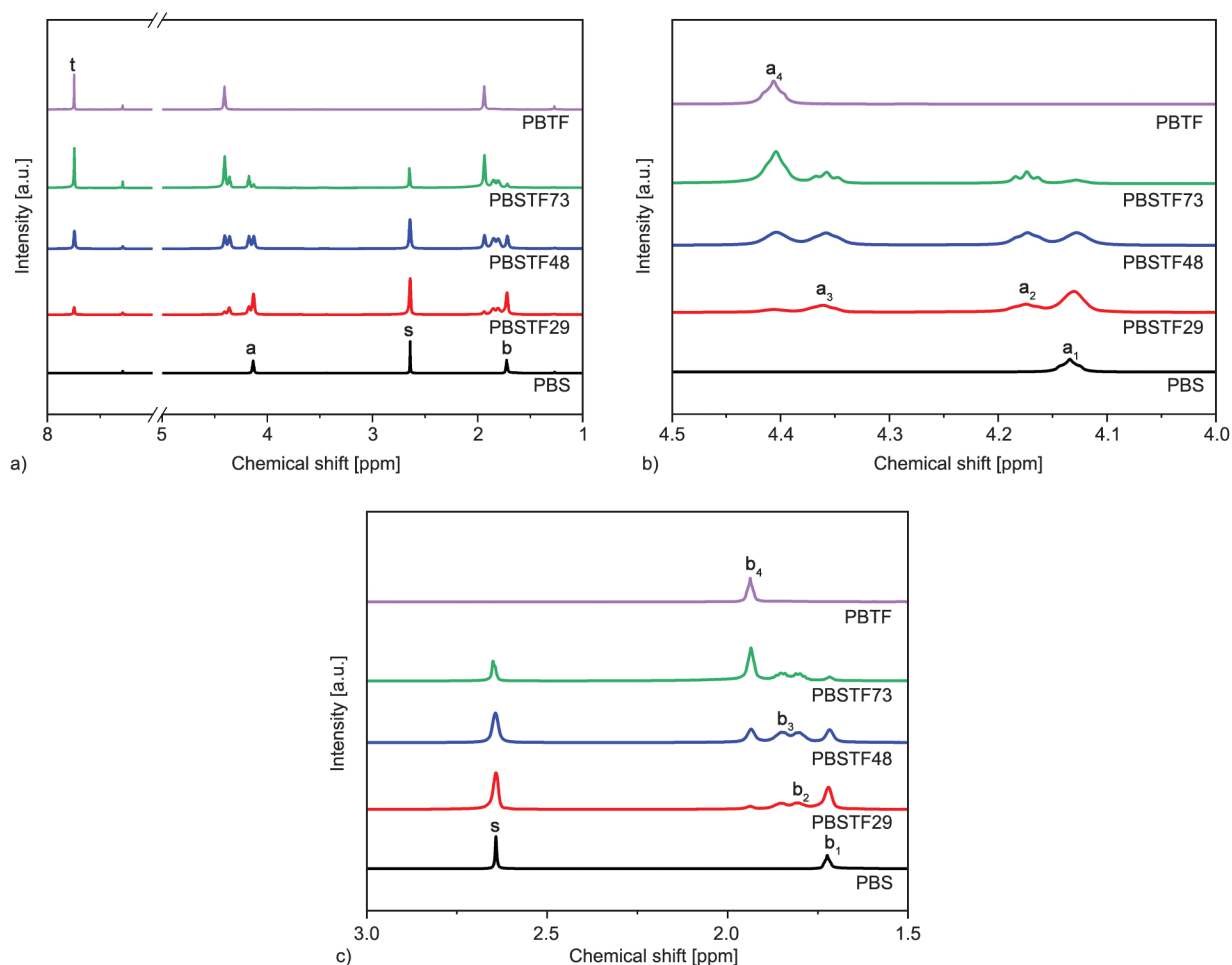 t
PBTF
PBSTF73
PBSTF48
PBSTF29
a
s
b
PBS
Intensity [a.u.]
8 5 4 3 2 1
a)
Chemical shift [ppm]
a4
PBTF
PBSTF73
PBSTF48
a3
a2
PBSTF29
a1
PBS
Intensity [a.u.]
4.5 4.4 4.3 4.2 4.1 4.0
b)
Chemical shift [ppm]
b4
PBTF
PBSTF73
b3
PBSTF48
b2
PBSTF29
s
b1
PBS
Intensity [a.u.]
3.0 2.5 2.0 1.5
c)
Chemical shift [ppm]